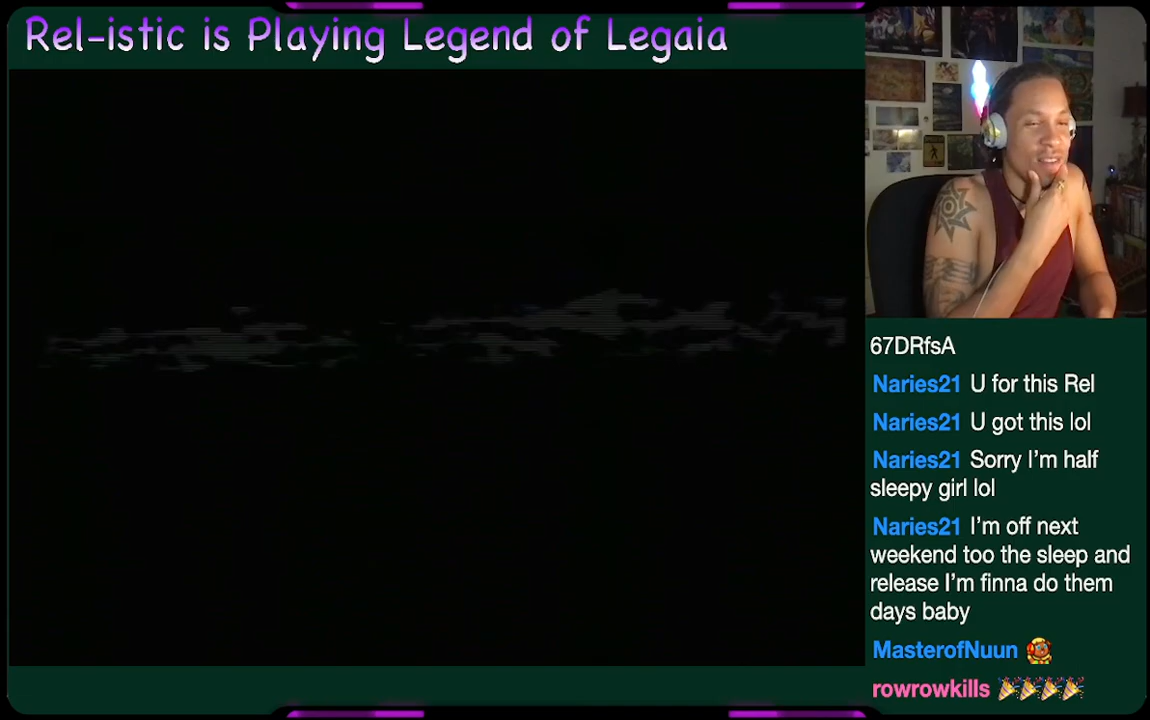 Rel-istic is Playing Legend of Legaia
67DRfsA
Naries21 U for this Rel
Naries21 U got this lol
Naries21 Sorry I'm half
sleepy girl lol
Naries21 I'm off next
weekend too the sleep and
release I'm finna do them
days baby
MasterofNuun
rowrowkills